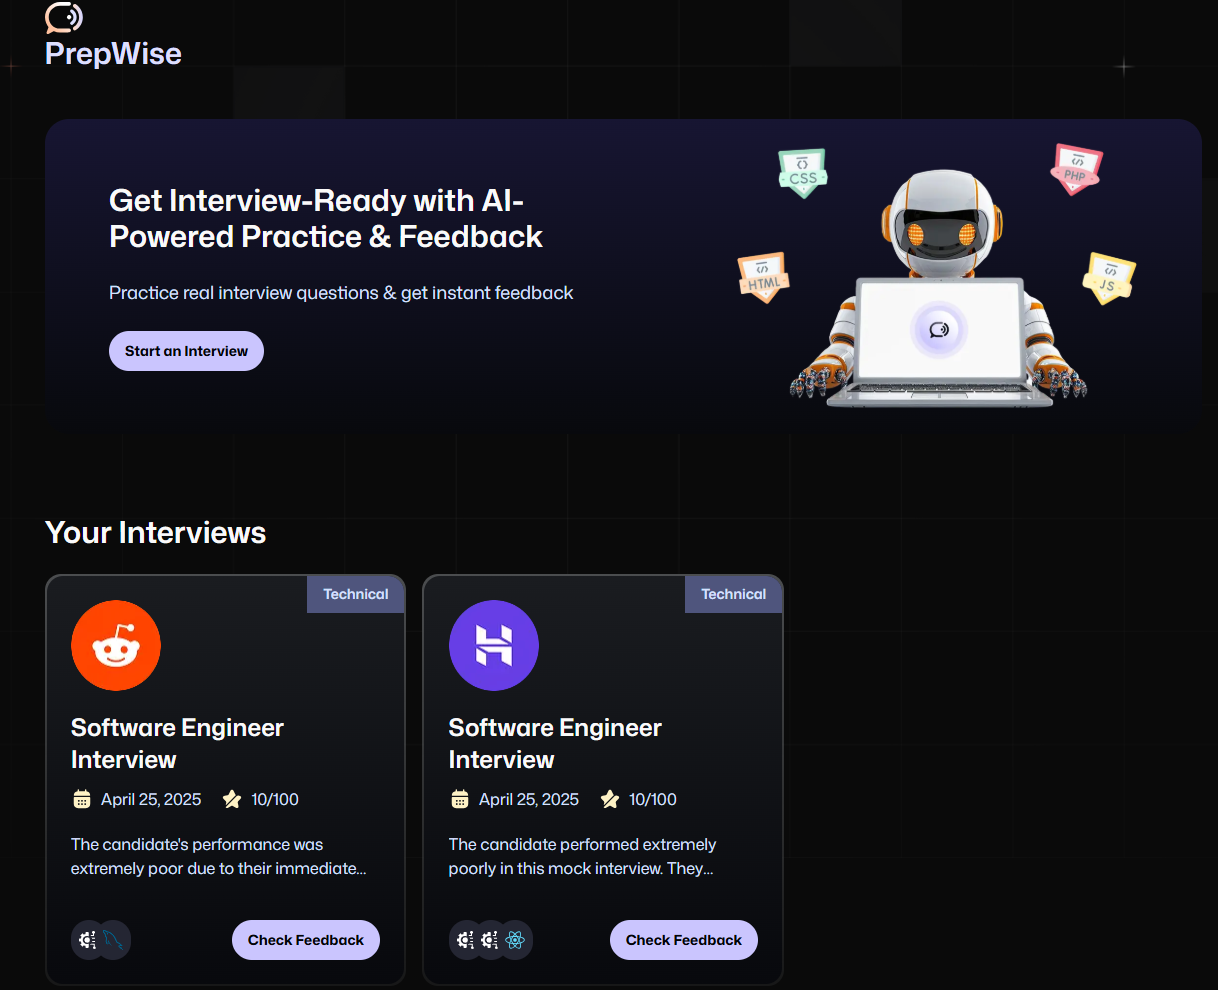 PrepWise
Get Interview-Ready with AI-
Powered Practice & Feedback
Practice real interview questions & get instant feedback
Start an Interview
CSS
PHP
HTML
JS
Your Interviews
Technical
Software Engineer
Interview
April 25, 2025 10/100
The candidate's performance was
extremely poor due to their immediate...
Check Feedback
Technical
Software Engineer
Interview
April 25, 2025 10/100
The candidate performed extremely
poorly in this mock interview. They...
Check Feedback